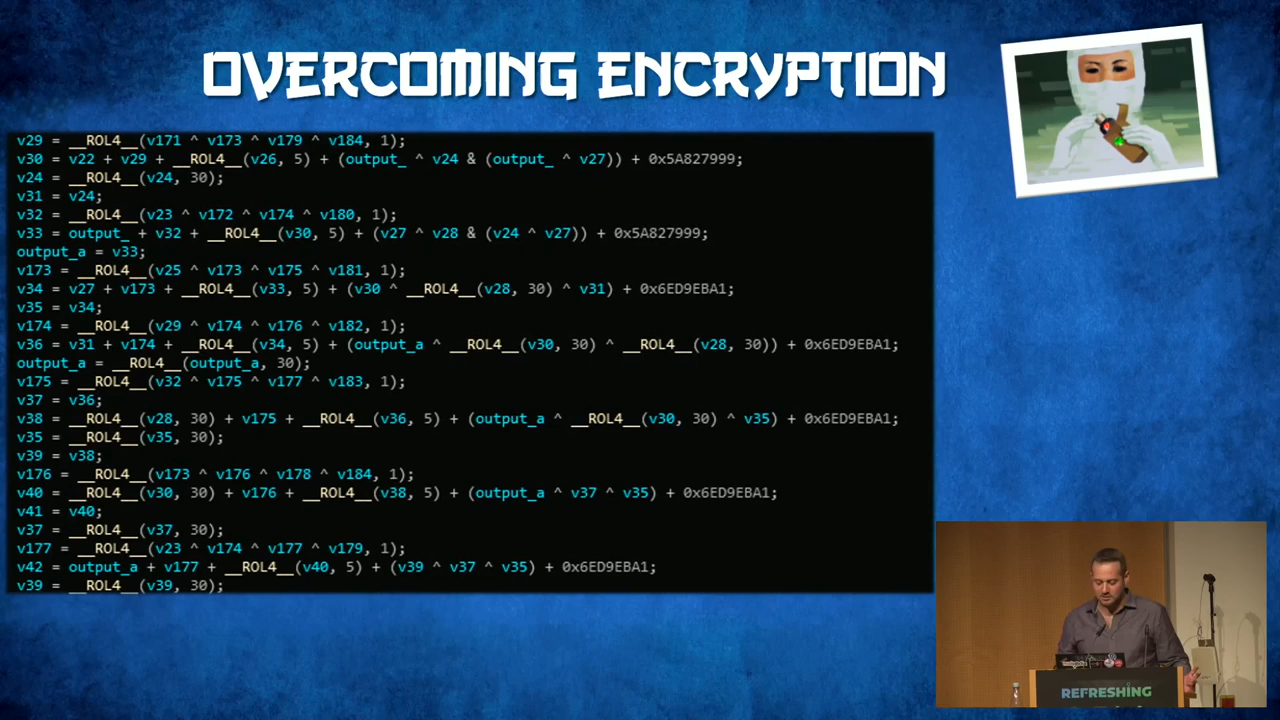 OVERCOMING ENCRYPTION
v29 = __ROL4__(v171 ^ v173 ^ v179 ^ v184, 1);
v30 = v22 + v29 + __ROL4__(v26, 5) + (output_ ^ v24 & (output_ ^ v27)) + 0x5A827999;
v24 = __ROL4__(v24, 30);
v31 = v24;
v32 = __ROL4__(v23 ^ v172 ^ v174 ^ v180, 1);
v33 = output_ + v32 + __ROL4__(v30, 5) + (v27 ^ v28 & (v24 ^ v27)) + 0x5A827999;
output_a = v33;
v173 = __ROL4__(v25 ^ v173 ^ v175 ^ v181, 1);
v34 = v27 + v173 + __ROL4__(v33, 5) + (v30 ^ __ROL4__(v28, 30) ^ v31) + 0x6ED9EBA1;
v35 = v34;
v174 = __ROL4__(v29 ^ v174 ^ v176 ^ v182, 1);
v36 = v31 + v174 + __ROL4__(v34, 5) + (output_a ^ __ROL4__(v30, 30) ^ __ROL4__(v28, 30)) + 0x6ED9EBA1;
output_a = __ROL4__(output_a, 30);
v175 = __ROL4__(v32 ^ v175 ^ v177 ^ v183, 1);
v37 = v36;
v38 = __ROL4__(v28, 30) + v175 + __ROL4__(v36, 5) + (output_a ^ __ROL4__(v30, 30) ^ v35) + 0x6ED9EBA1;
v35 = __ROL4__(v35, 30);
v39 = v38;
v176 = __ROL4__(v173 ^ v176 ^ v178 ^ v184, 1);
v40 = __ROL4__(v30, 30) + v176 + __ROL4__(v38, 5) + (output_a ^ v37 ^ v35) + 0x6ED9EBA1;
v41 = v40;
v37 = __ROL4__(v37, 30);
v177 = __ROL4__(v23 ^ v174 ^ v177 ^ v179, 1);
v42 = output_a + v177 + __ROL4__(v40, 5) + (v39 ^ v37 ^ v35) + 0x6ED9EBA1;
v39 = __ROL4__(v39, 30);
REFRESHING